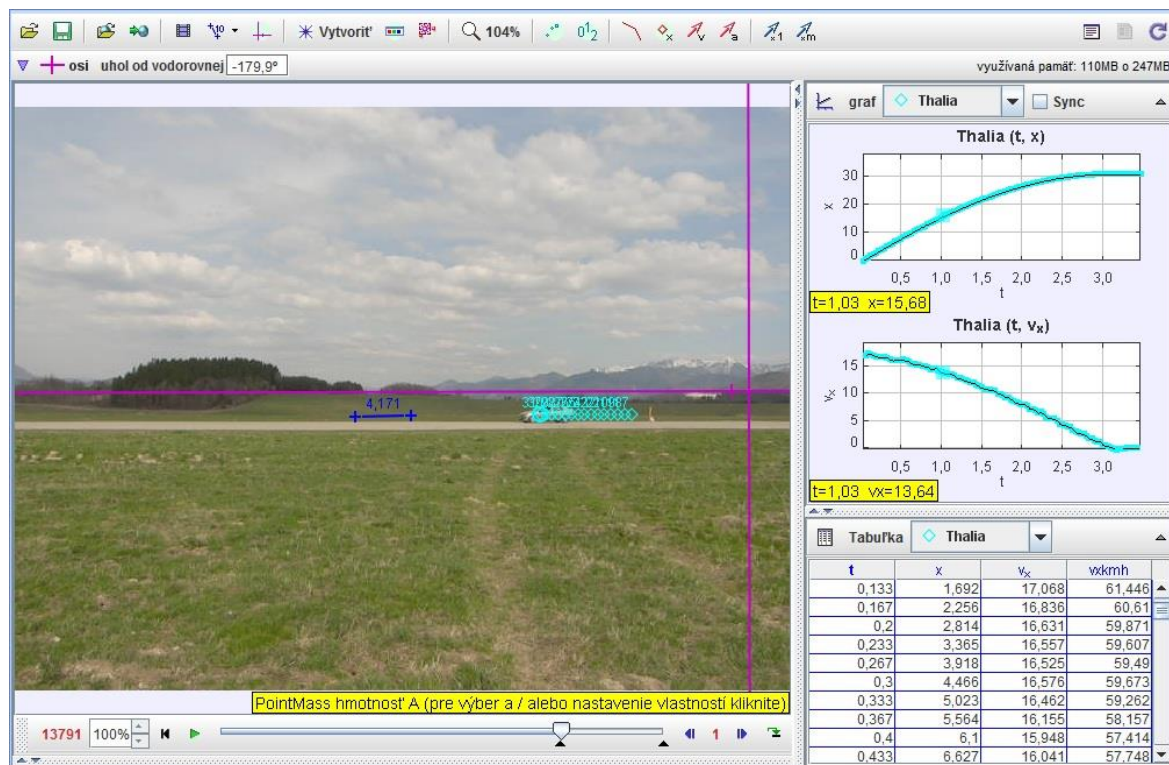 Vytvoriť 104%
osi uhol od vodorovnej -179,9º
využívaná pamäť: 110MB o 247MB
4,171
PointMass hmotnosť A (pre výber a / alebo nastavenie vlastností kliknite)
13791 100% 1
graf Thalia Sync
Thalia (t, x)
30
20
10
0
x
0,5 1,0 1,5 2,0 2,5 3,0
t
t=1,03 x=15,68
Thalia (t, vx)
15
10
5
0
vx
0,5 1,0 1,5 2,0 2,5 3,0
t
t=1,03 vx=13,64
Tabuľka Thalia
t x vx vxkmh
0,133 1,692 17,068 61,446
0,167 2,256 16,836 60,61
0,2 2,814 16,631 59,871
0,233 3,365 16,557 59,607
0,267 3,918 16,525 59,49
0,3 4,466 16,576 59,673
0,333 5,023 16,462 59,262
0,367 5,564 16,155 58,157
0,4 6,1 15,948 57,414
0,433 6,627 16,041 57,748